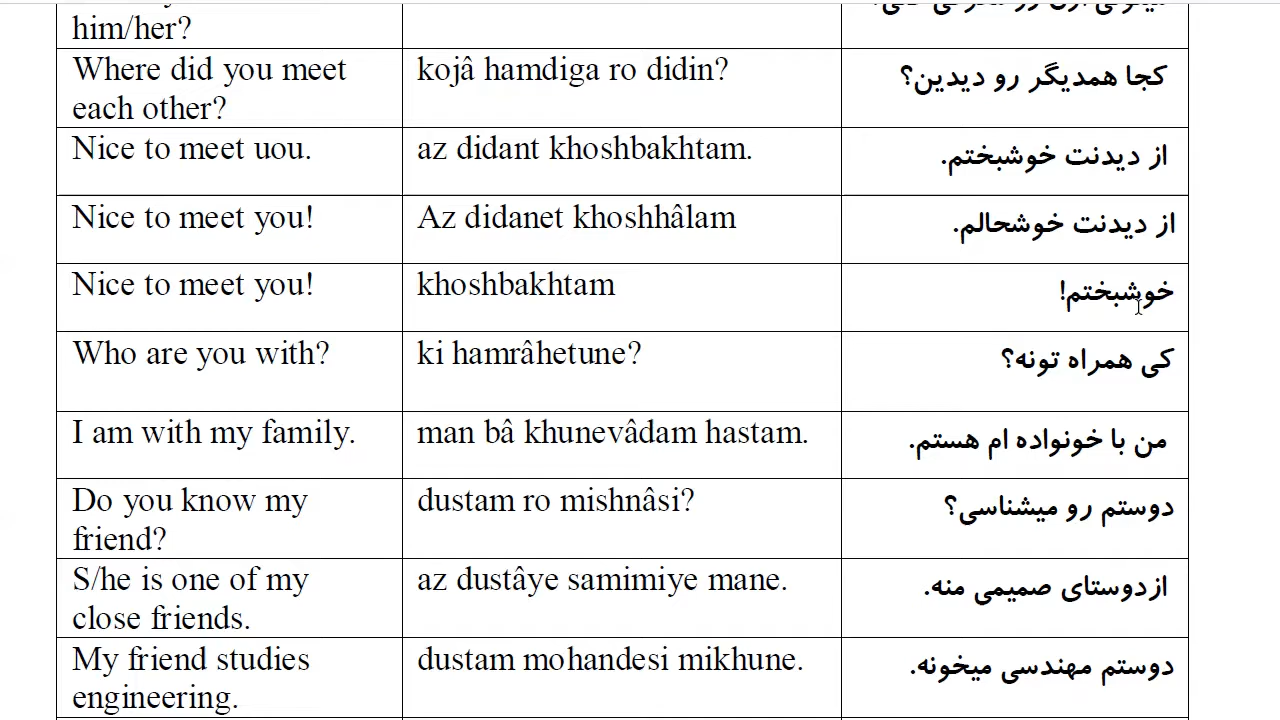 him/her?
Where did you meet
each other?
kojâ hamdiga ro didin?
کجا همدیگر رو دیدین؟
Nice to meet uou.
az didant khoshbakhtam.
از دیدنت خوشبختم.
Nice to meet you!
Az didanet khoshhâlam
از دیدنت خوشحالم.
Nice to meet you!
khoshbakhtam
خوشبختم!
Who are you with?
ki hamrâhetune?
کی همراه تونه؟
I am with my family.
man bâ khunevâdam hastam.
من با خونواده ام هستم.
Do you know my
friend?
dustam ro mishnâsi?
دوستم رو میشناسی؟
S/he is one of my
close friends.
az dustâye samimiye mane.
ازدوستای صمیمی منه.
My friend studies
engineering.
dustam mohandesi mikhune.
دوستم مهندسی میخونه.